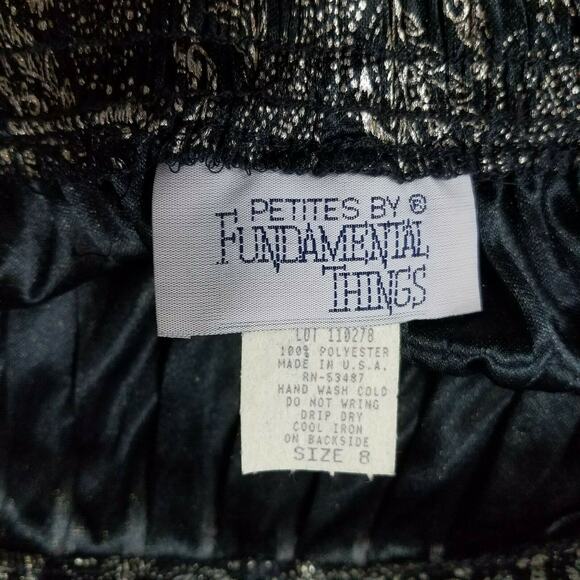 PETITES BY ®
FUNDAMENTAL
THINGS
LOT 110278
100% POLYESTER
MADE IN U.S.A.
RN-53487
HAND WASH COLD
DO NOT WRING
DRIP DRY
COOL IRON
ON BACKSIDE
SIZE 8